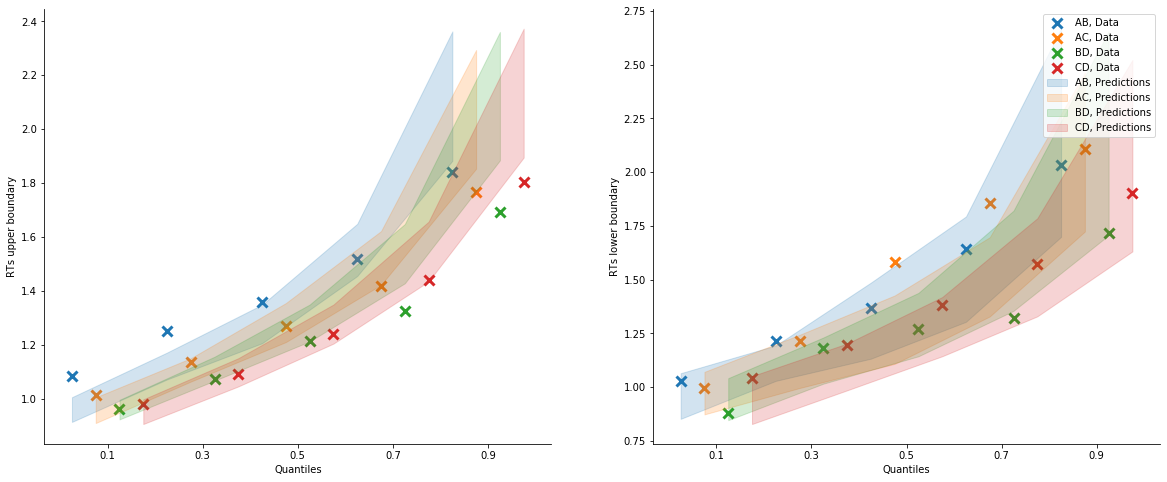 2.4
2.2
2.0
1.8
1.6
1.4
1.2
1.0
RTs upper boundary
0.1 0.3 0.5 0.7 0.9
Quantiles
2.75
2.50
2.25
2.00
1.75
1.50
1.25
1.00
0.75
RTs lower boundary
0.1 0.3 0.5 0.7 0.9
Quantiles
AB, Data
AC, Data
BD, Data
CD, Data
AB, Predictions
AC, Predictions
BD, Predictions
CD, Predictions